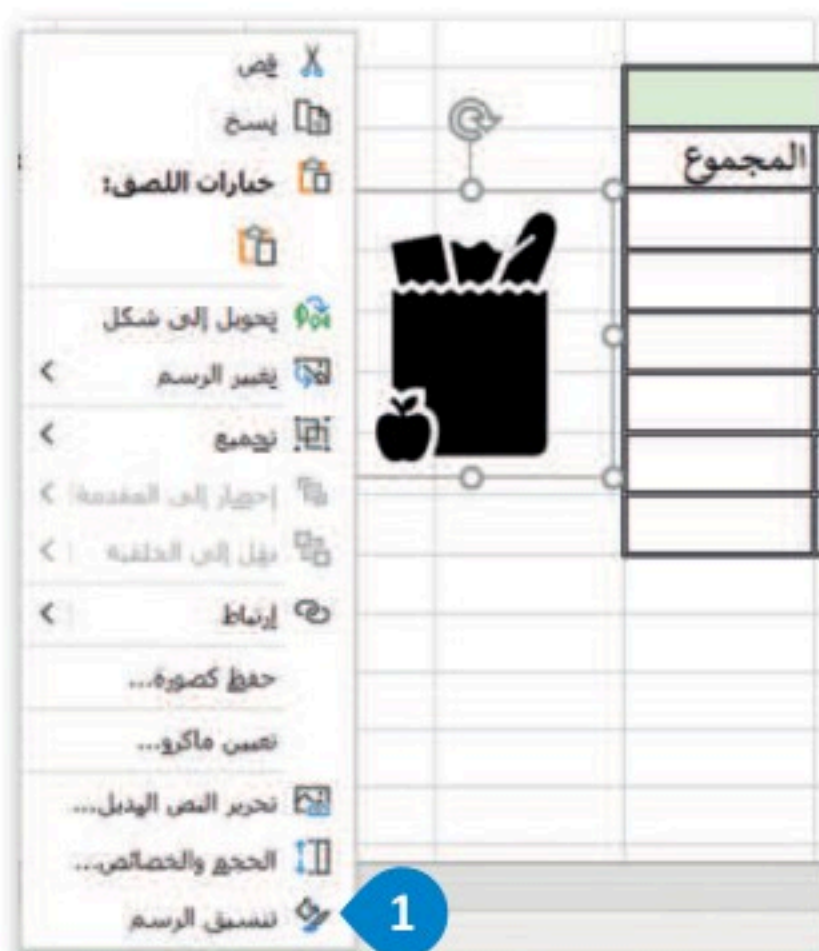 قص
نسخ
خيارات اللصق:
تحويل إلى شكل
تغيير الرسم
تجميع
إحضار إلى المقدمة
نقل إلى الخلفية
ارتباط
حفظ كصورة...
تعيين ماكرو...
تحرير النص البديل...
الحجم والخصائص...
تنسيق الرسم
1
المجموع